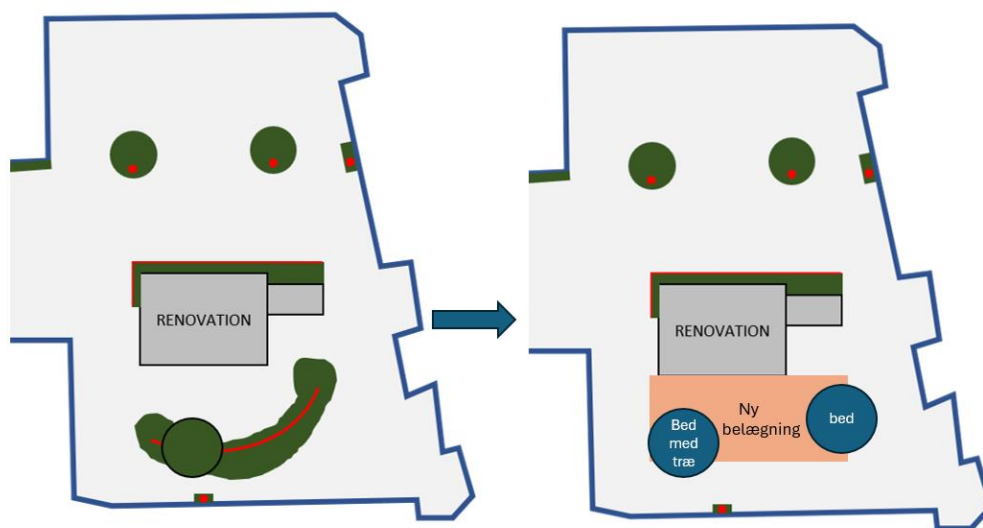 RENOVATION
RENOVATION
Ny
belægning
Bed
med
træ
bed